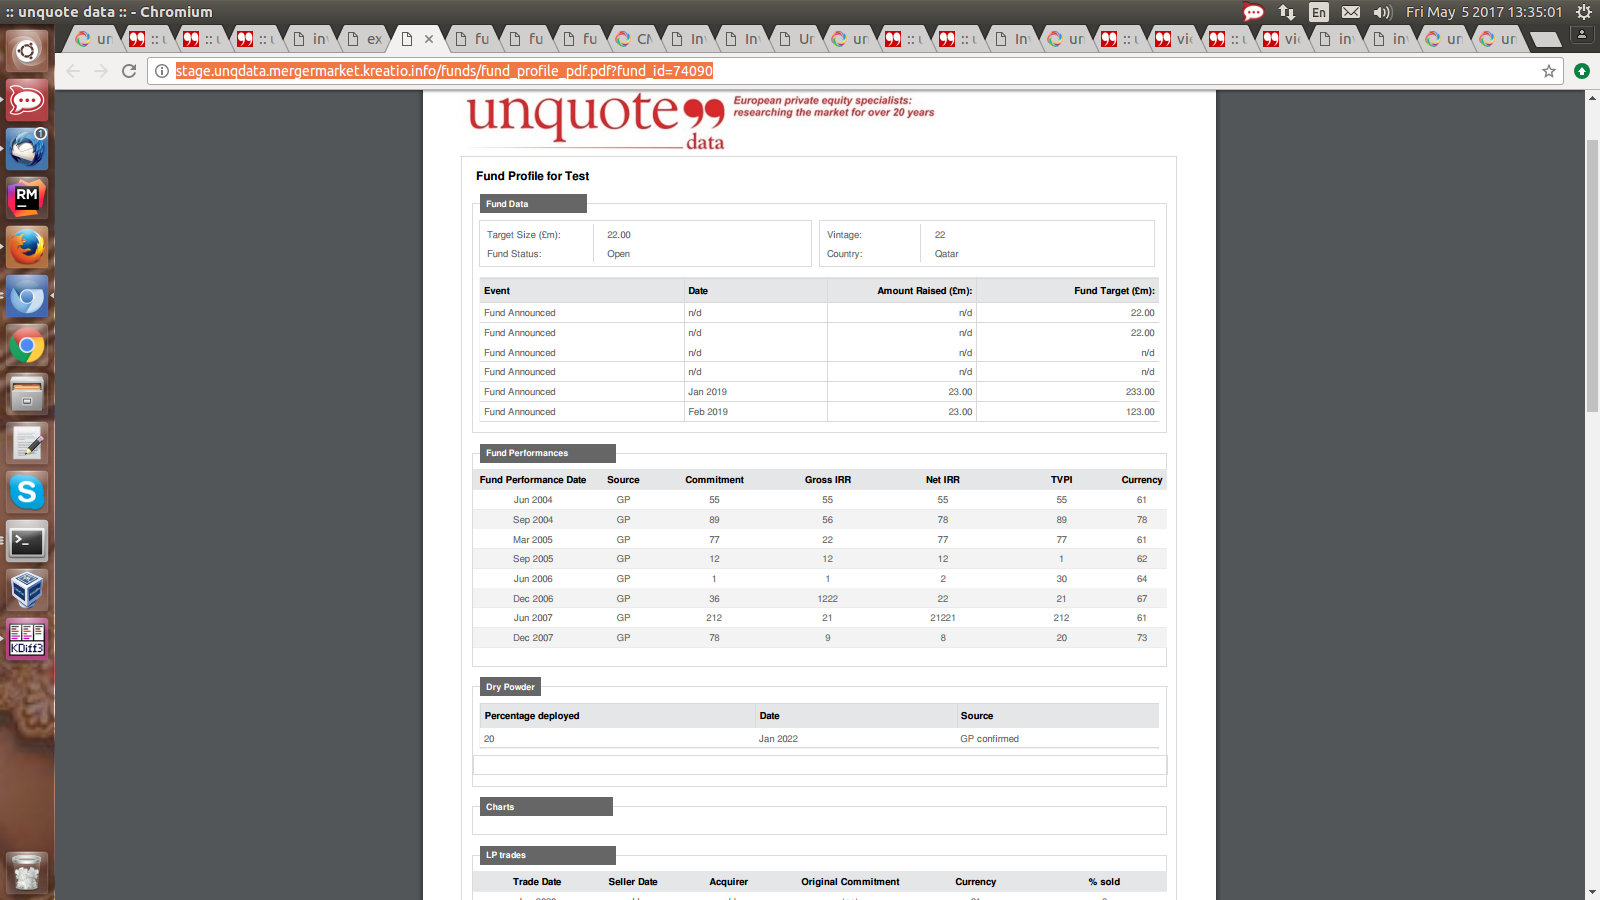 :: unquote data :: - Chromium
En
Fri May 5 2017 13:35:01
ur :: u :: u :: u in ex fu fu fu CM In In Ur ur :: u :: u In ur :: u vie :: u vi in in ur ur
stage.unqdata.mergermarket.kreatio.info/funds/fund_profile_pdf.pdf?fund_id=74090
1
RM
KDiff3
unquote data
European private equity specialists:
researching the market for over 20 years
Fund Profile for Test
Fund Data
Target Size (£m): 22.00 Vintage: 22
Fund Status: Open Country: Qatar
Event Date Amount Raised (£m): Fund Target (£m):
Fund Announced n/d n/d 22.00
Fund Announced n/d n/d 22.00
Fund Announced n/d n/d n/d
Fund Announced n/d n/d n/d
Fund Announced Jan 2019 23.00 233.00
Fund Announced Feb 2019 23.00 123.00
Fund Performances
Fund Performance Date Source Commitment Gross IRR Net IRR TVPI Currency
Jun 2004 GP 55 55 55 55 61
Sep 2004 GP 89 56 78 89 78
Mar 2005 GP 77 22 77 77 61
Sep 2005 GP 12 12 12 1 62
Jun 2006 GP 1 1 2 30 64
Dec 2006 GP 36 1222 22 21 67
Jun 2007 GP 212 21 21221 212 61
Dec 2007 GP 78 9 8 20 73
Dry Powder
Percentage deployed Date Source
20 Jan 2022 GP confirmed
Charts
LP trades
Trade Date Seller Date Acquirer Original Commitment Currency % sold